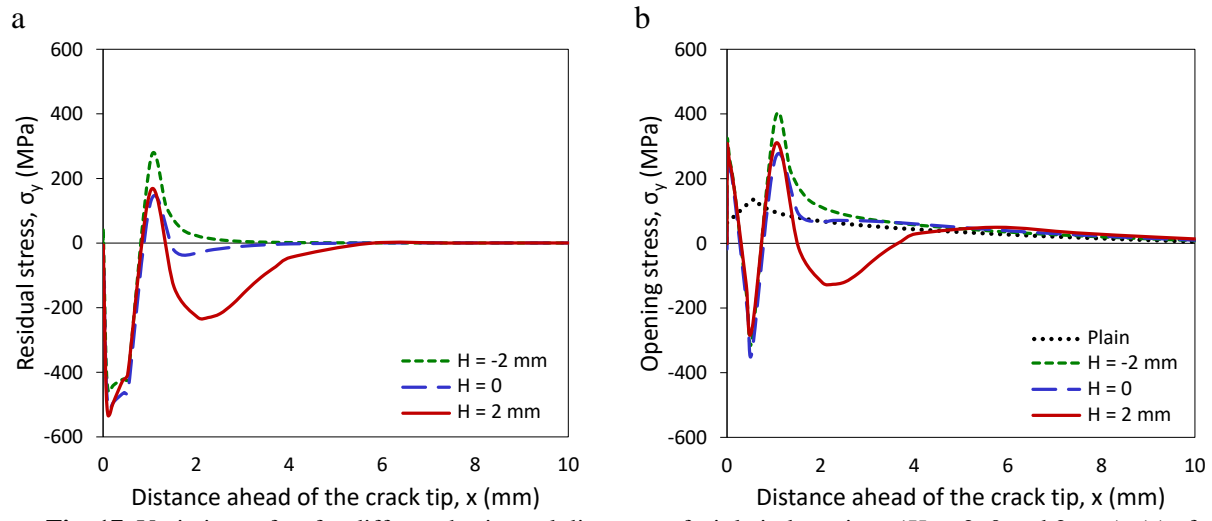 a
b
600
400
200
0
-200
-400
-600
Residual stress, σy (MPa)
0 2 4 6 8 10
Distance ahead of the crack tip, x (mm)
H = -2 mm
H = 0
H = 2 mm
600
400
200
0
-200
-400
-600
Opening stress, σy (MPa)
0 2 4 6 8 10
Distance ahead of the crack tip, x (mm)
Plain
H = -2 mm
H = 0
H = 2 mm